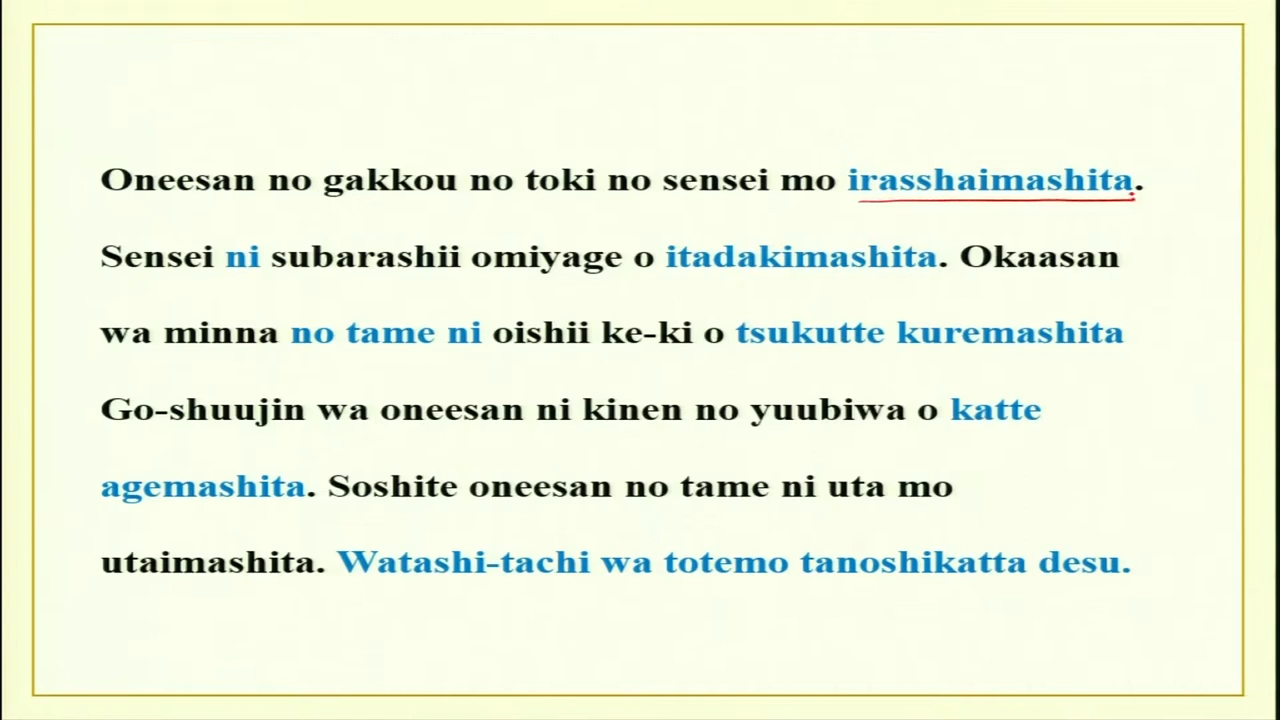 Oneesan no gakkou no toki no sensei mo irasshaimashita.
Sensei ni subarashii omiyage o itadakimashita. Okaasan
wa minna no tame ni oishii ke-ki o tsukutte kuremashita
Go-shuujin wa oneesan ni kinen no yuubiwa o katte
agemashita. Soshite oneesan no tame ni uta mo
utaimashita. Watashi-tachi wa totemo tanoshikatta desu.